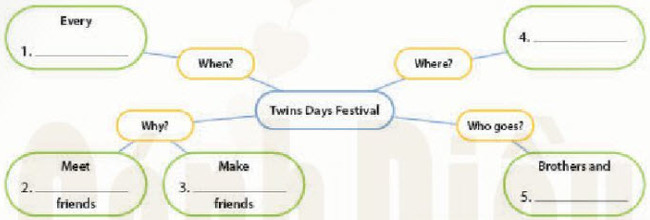 Every
1. ____________
When?
Where?
4. ____________
Twins Days Festival
Why?
Who goes?
Meet
2. ____________
friends
Make
3. ____________
friends
Brothers and
5. ____________